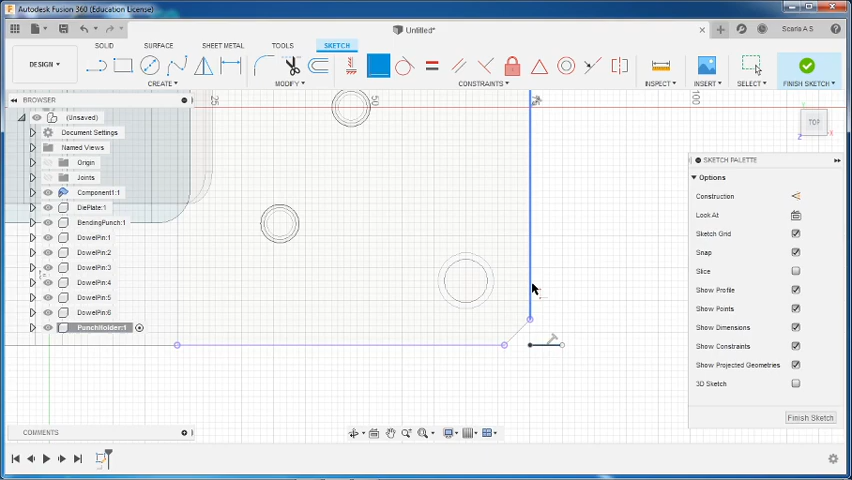 Autodesk Fusion 360 (Education License)
Untitled*
Scaria A S
SOLID SURFACE SHEET METAL TOOLS SKETCH
DESIGN
CREATE MODIFY CONSTRAINTS INSPECT INSERT SELECT FINISH SKETCH
BROWSER
(Unsaved)
Document Settings
Named Views
Origin
Joints
Component1:1
DiePlate:1
BendingPunch:1
DowelPin:1
DowelPin:2
DowelPin:3
DowelPin:4
DowelPin:5
DowelPin:6
PunchHolder:1
25
50
100
TOP
Z
X
SKETCH PALETTE
Options
Construction
Look At
Sketch Grid
Snap
Slice
Show Profile
Show Points
Show Dimensions
Show Constraints
Show Projected Geometries
3D Sketch
Finish Sketch
COMMENTS